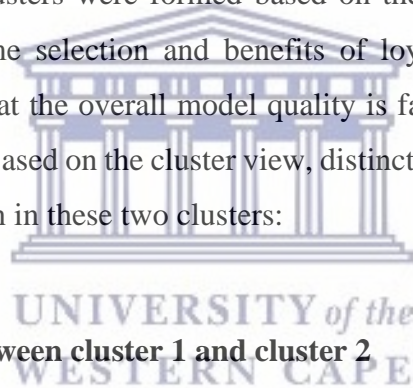 usters were formed based on the
ne selection and benefits of loy
at the overall model quality is fa
ased on the cluster view, distinct
n in these two clusters:
UNIVERSITY of the
ween cluster 1 and cluster 2
WESTERN CAPE